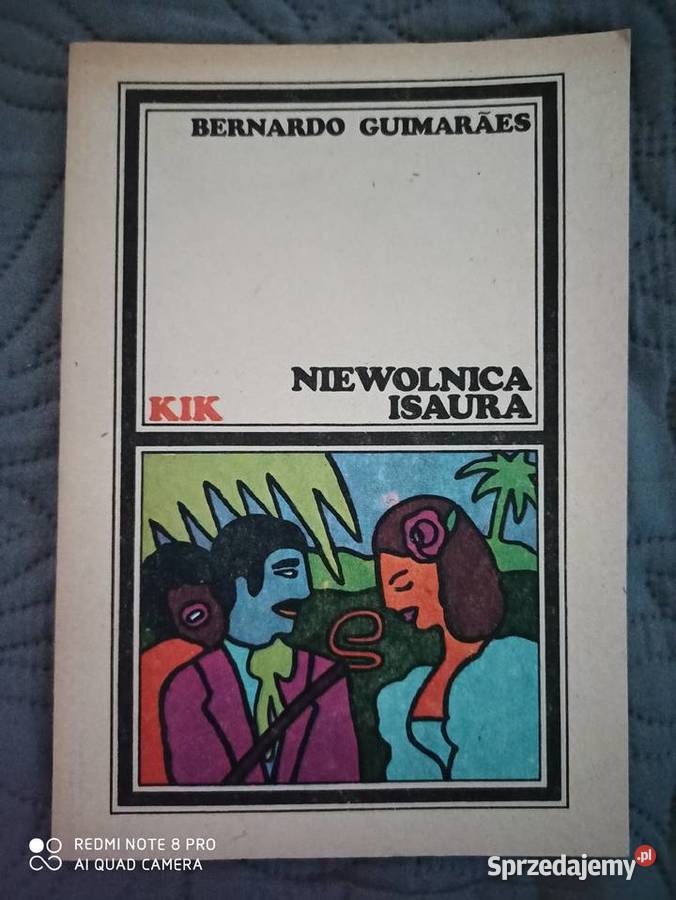 BERNARDO GUIMARÃES
NIEWOLNICA
KIK ISAURA
REDMI NOTE 8 PRO
AI QUAD CAMERA
Sprzedajemy.pl